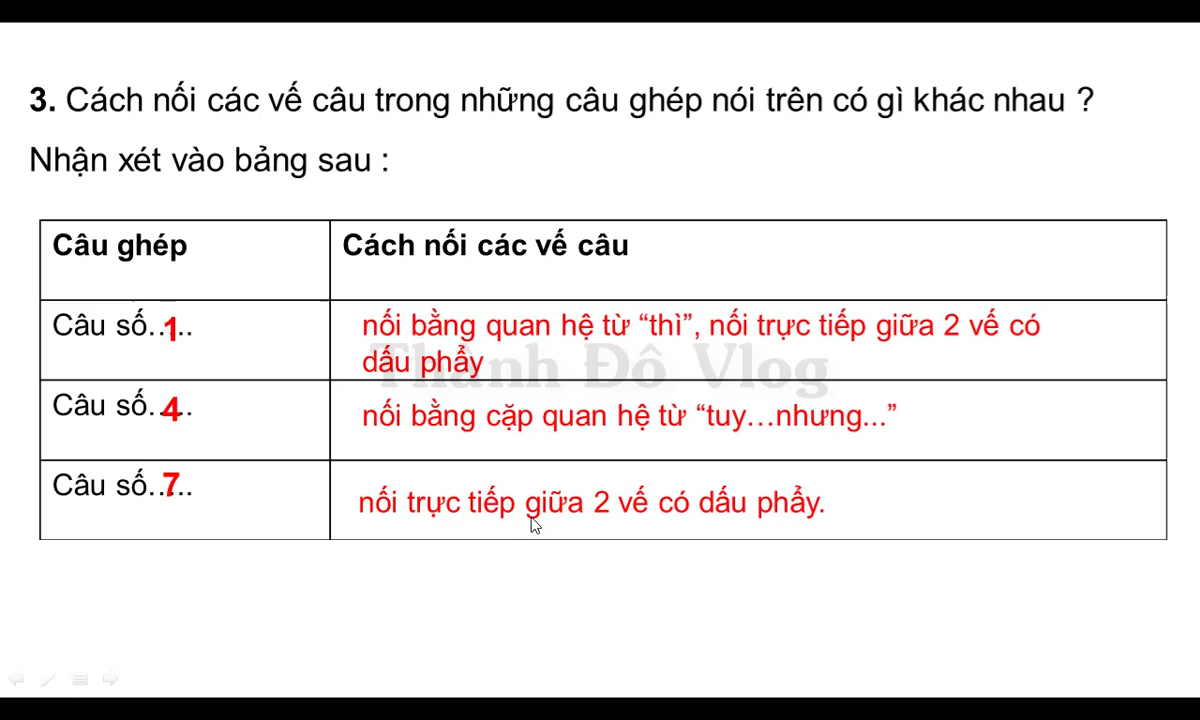 3. Cách nối các vế câu trong những câu ghép nói trên có gì khác nhau ?
Nhận xét vào bảng sau :
Câu ghép
Cách nối các vế câu
Câu số..1..
nối bằng quan hệ từ “thì”, nối trực tiếp giữa 2 vế có
dấu phẩy
Thành Đô Vlog
Câu số..4..
nối bằng cặp quan hệ từ “tuy…nhưng...”
Câu số..7..
nối trực tiếp giữa 2 vế có dấu phẩy.